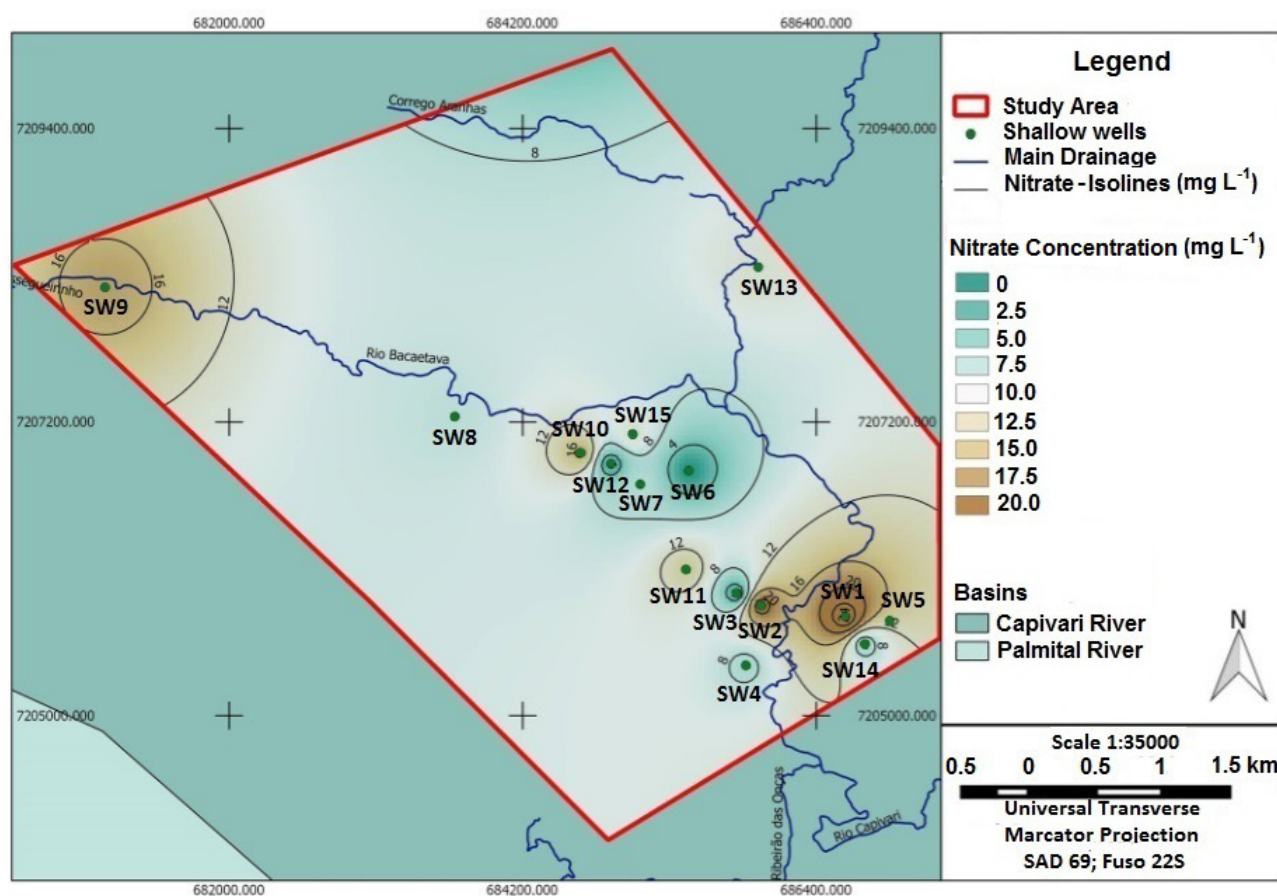 682000.000
684200.000
686400.000
Corrego Aranhas
7209400.000
7209400.000
8
16
16
12
ssegueirinho
SW9
SW13
Rio Bacaetava
7207200.000
7207200.000
SW8
SW10
12
16
SW15
8
4
SW12
SW7
SW6
12
SW11
8
SW3
12
16
20
SW1
24
SW5
SW2
SW14
8
8
SW4
7205000.000
7205000.000
Ribeirão das Onças
Rio Capivari
682000.000
684200.000
686400.000
Legend
Study Area
Shallow wells
Main Drainage
Nitrate-Isolines (mg L-1)
Nitrate Concentration (mg L-1)
0
2.5
5.0
7.5
10.0
12.5
15.0
17.5
20.0
Basins
Capivari River
Palmital River
N
Scale 1:35000
0.5 0 0.5 1 1.5 km
Universal Transverse
Marcator Projection
SAD 69; Fuso 22S